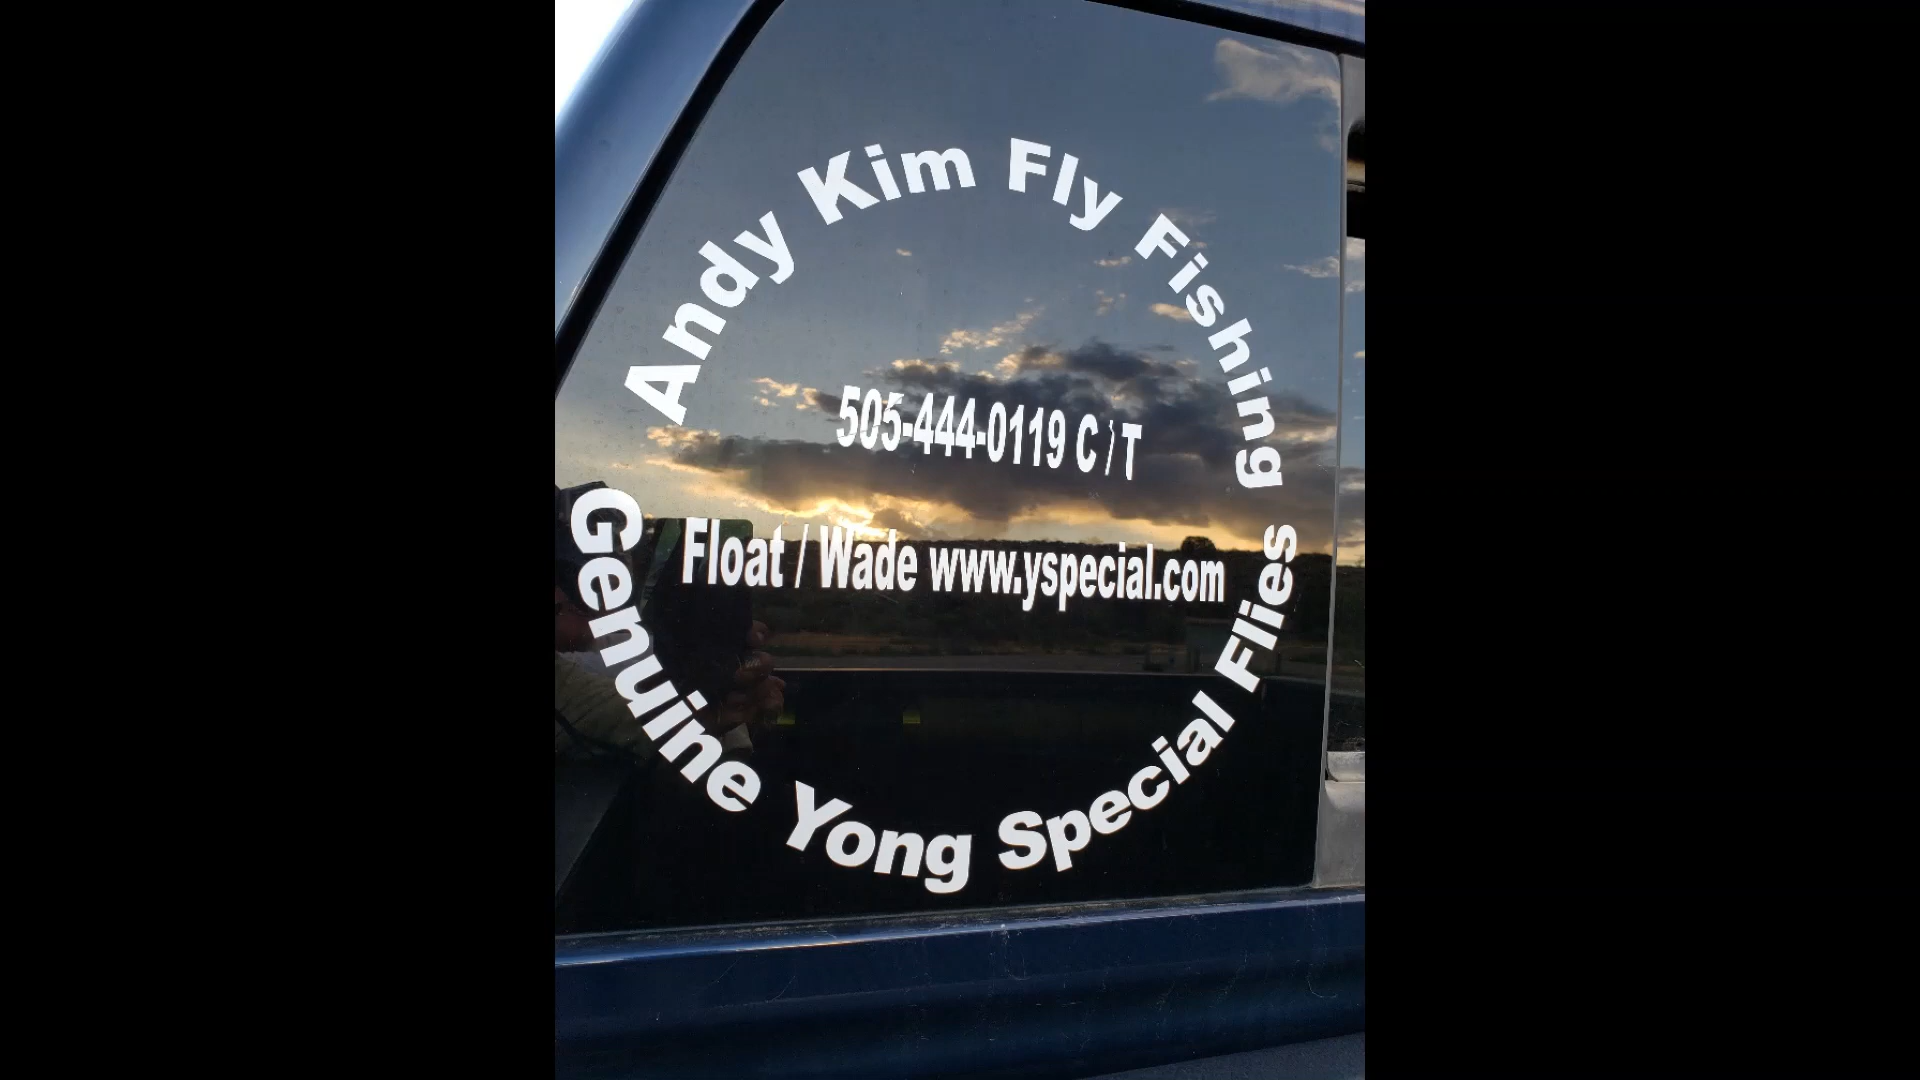 Andy Kim Fly Fishing
505-444-0119 C/T
Float / Wade www.yspecial.com
Genuine Yong Special Flies